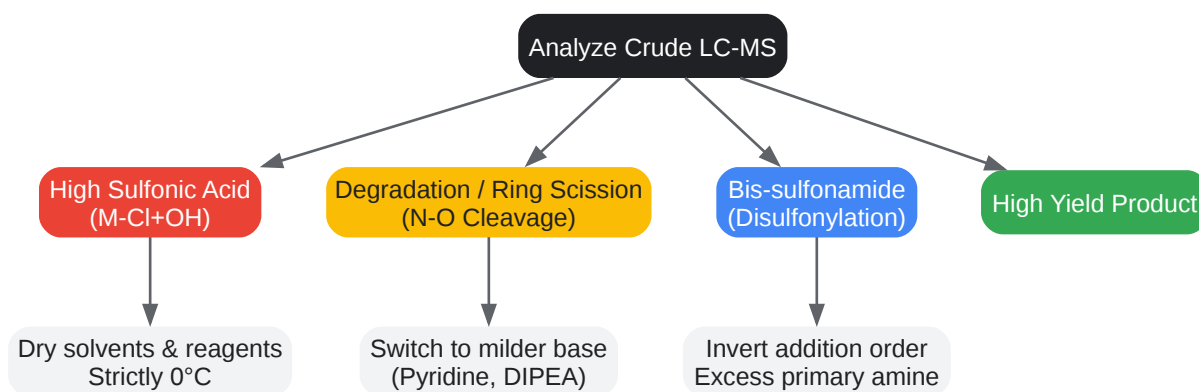 Analyze Crude LC-MS
High Sulfonic Acid
(M-Cl+OH)
Degradation / Ring Scission
(N-O Cleavage)
Bis-sulfonamide
(Disulfonylation)
High Yield Product
Dry solvents & reagents
Strictly 0°C
Switch to milder base
(Pyridine, DIPEA)
Invert addition order
Excess primary amine